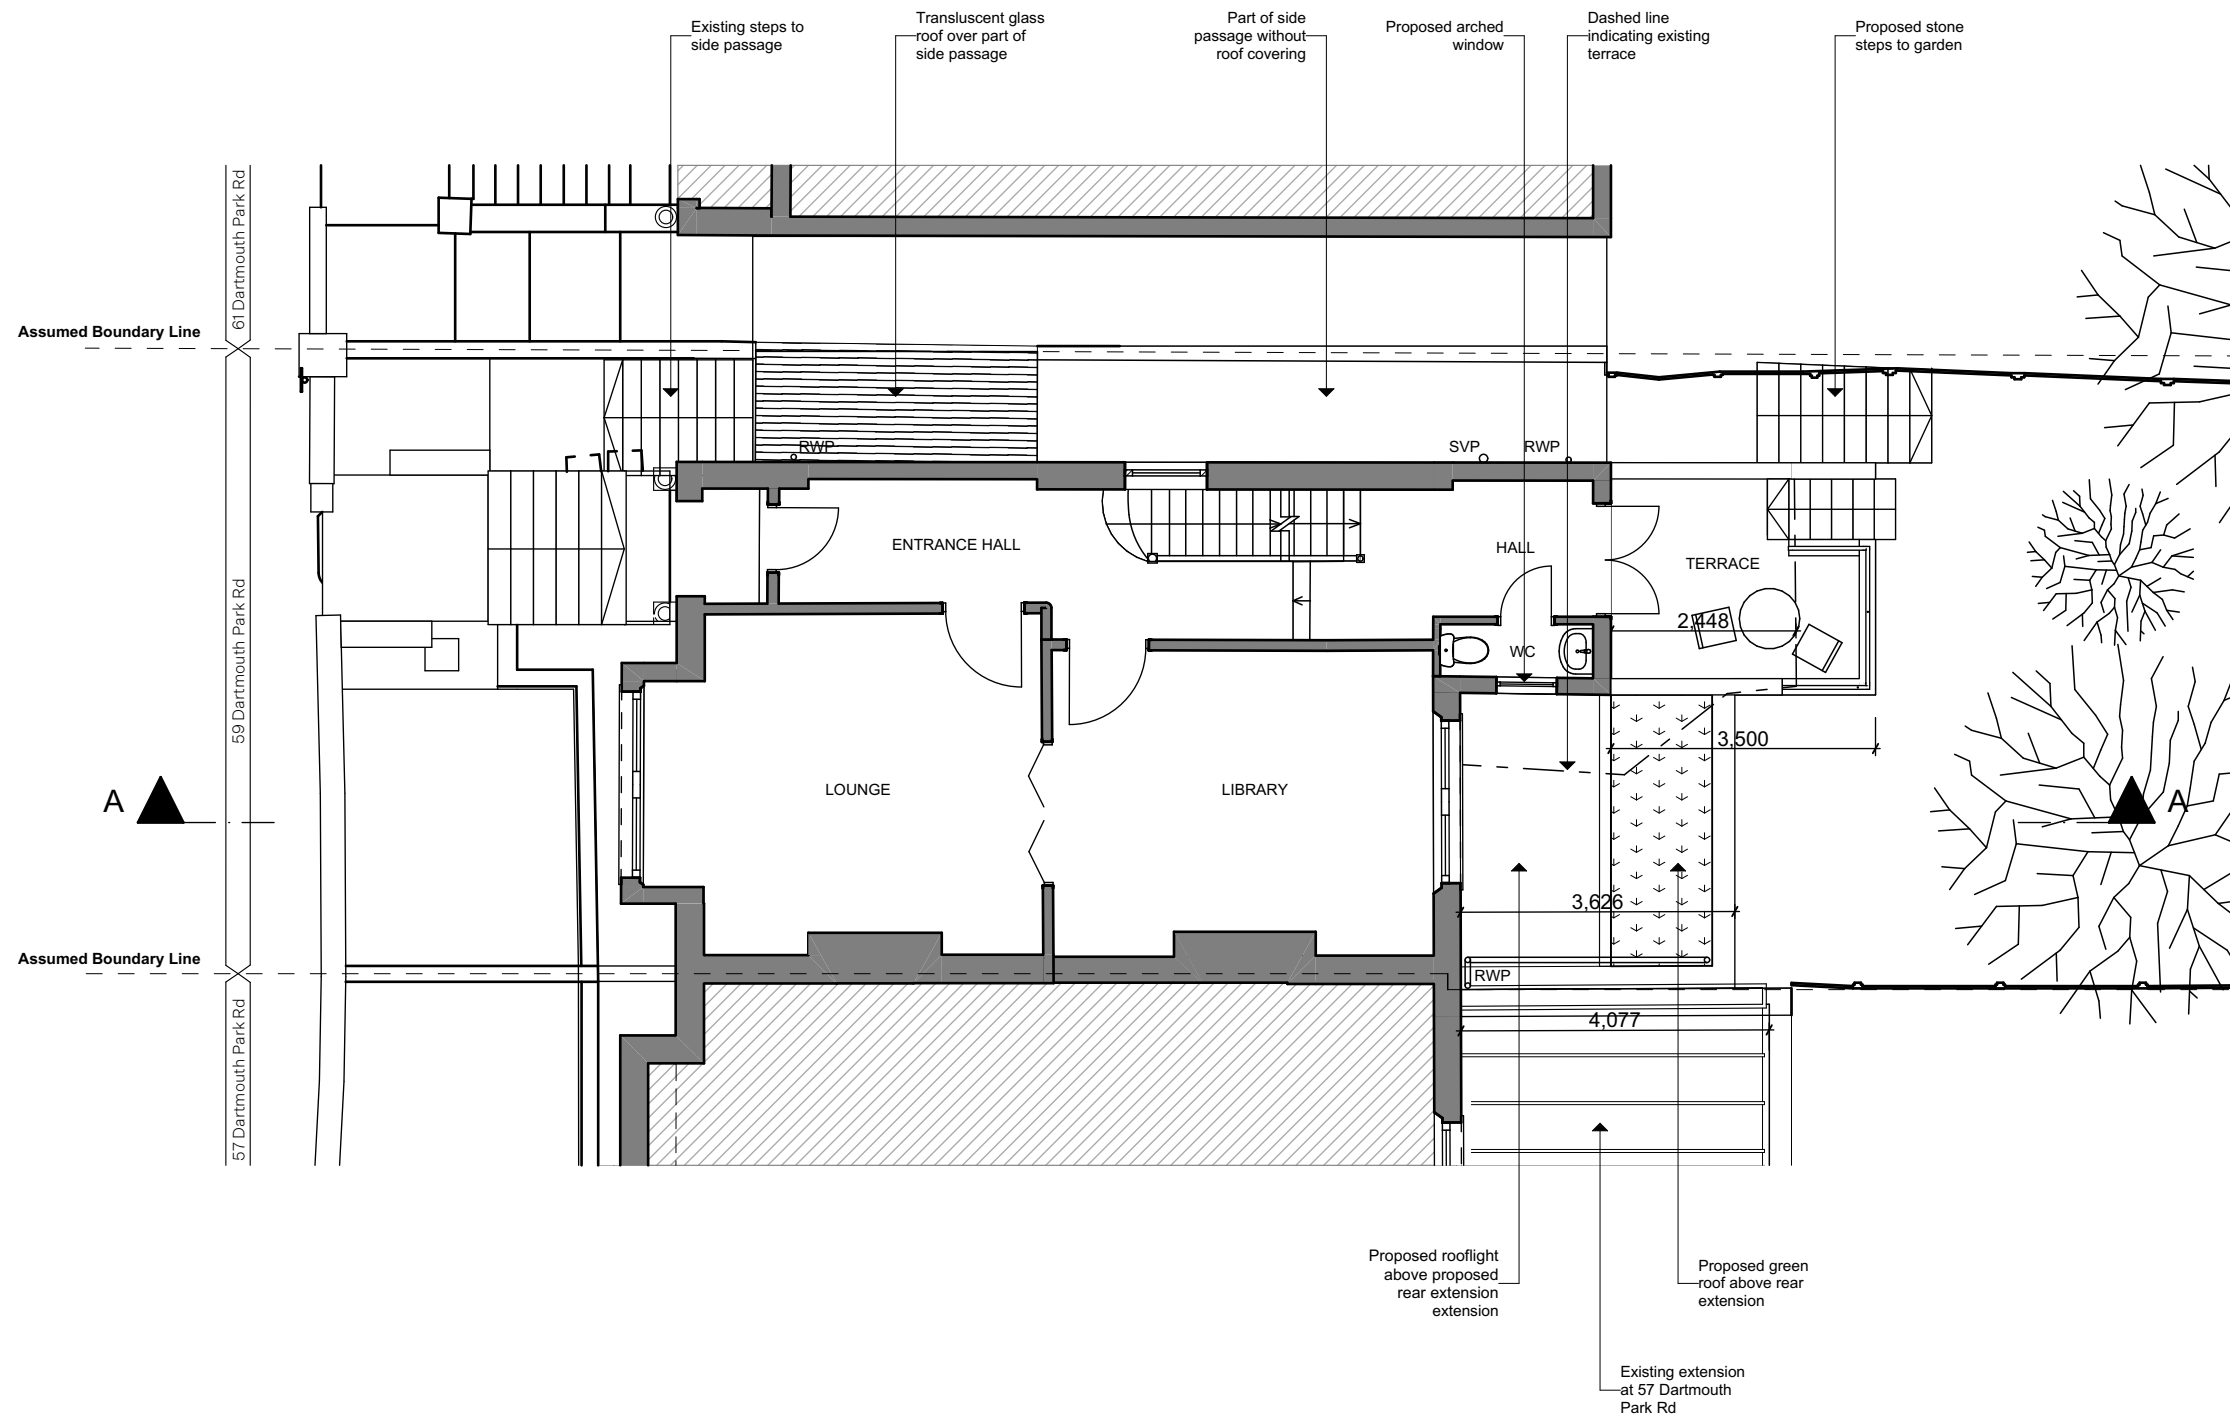 Existing steps to
side passage
Transluscent glass
roof over part of
side passage
Part of side
passage without
roof covering
Proposed arched
window
Dashed line
indicating existing
terrace
Proposed stone
steps to garden
61 Dartmouth Park Rd
Assumed Boundary Line
RWP
SVP
RWP
ENTRANCE HALL
HALL
TERRACE
2,448
WC
59 Dartmouth Park Rd
3,500
LOUNGE
LIBRARY
A
A
3,626
Assumed Boundary Line
RWP
4,077
57 Dartmouth Park Rd
Proposed rooflight
above proposed
rear extension
extension
Proposed green
roof above rear
extension
Existing extension
at 57 Dartmouth
Park Rd